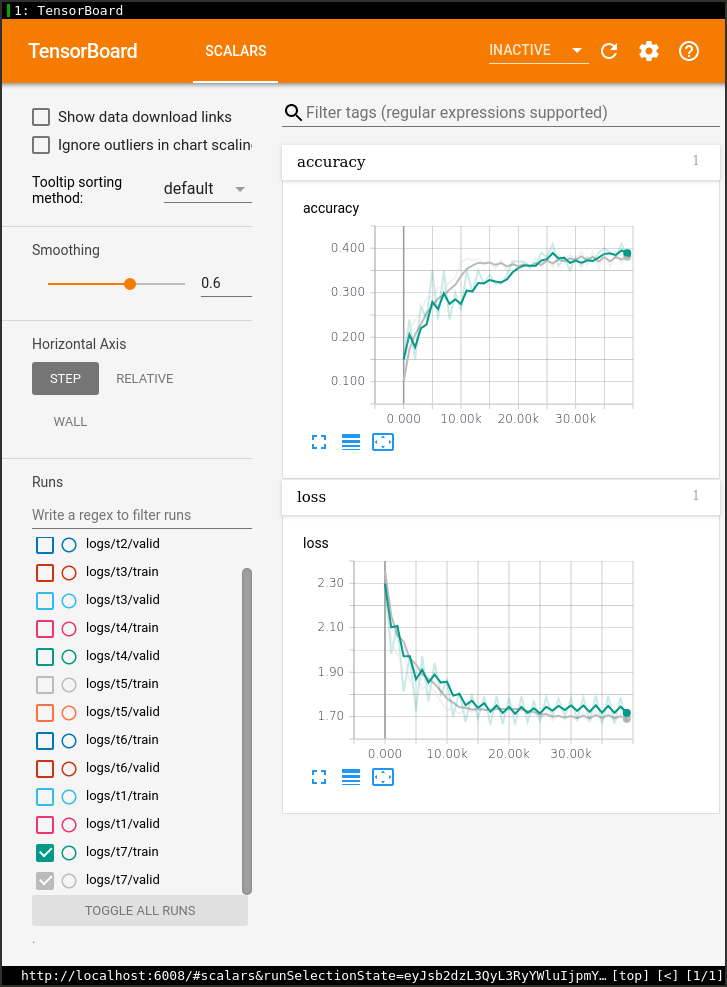 1: TensorBoard
TensorBoard
SCALARS
INACTIVE
Show data download links
Ignore outliers in chart scalin
Tooltip sorting
method:
default
Smoothing
0.6
Horizontal Axis
STEP
RELATIVE
WALL
Runs
Write a regex to filter runs
logs/t2/valid
logs/t3/train
logs/t3/valid
logs/t4/train
logs/t4/valid
logs/t5/train
logs/t5/valid
logs/t6/train
logs/t6/valid
logs/t1/train
logs/t1/valid
logs/t7/train
logs/t7/valid
TOGGLE ALL RUNS
.
Filter tags (regular expressions supported)
accuracy 1
accuracy
0.400
0.300
0.200
0.100
0.000 10.00k 20.00k 30.00k
loss 1
loss
2.30
2.10
1.90
1.70
0.000 10.00k 20.00k 30.00k
http://localhost:6008/#scalars&runSelectionState=eyJsb2dzL3QyL3RyYWluIjpmY… [top] [<] [1/1]